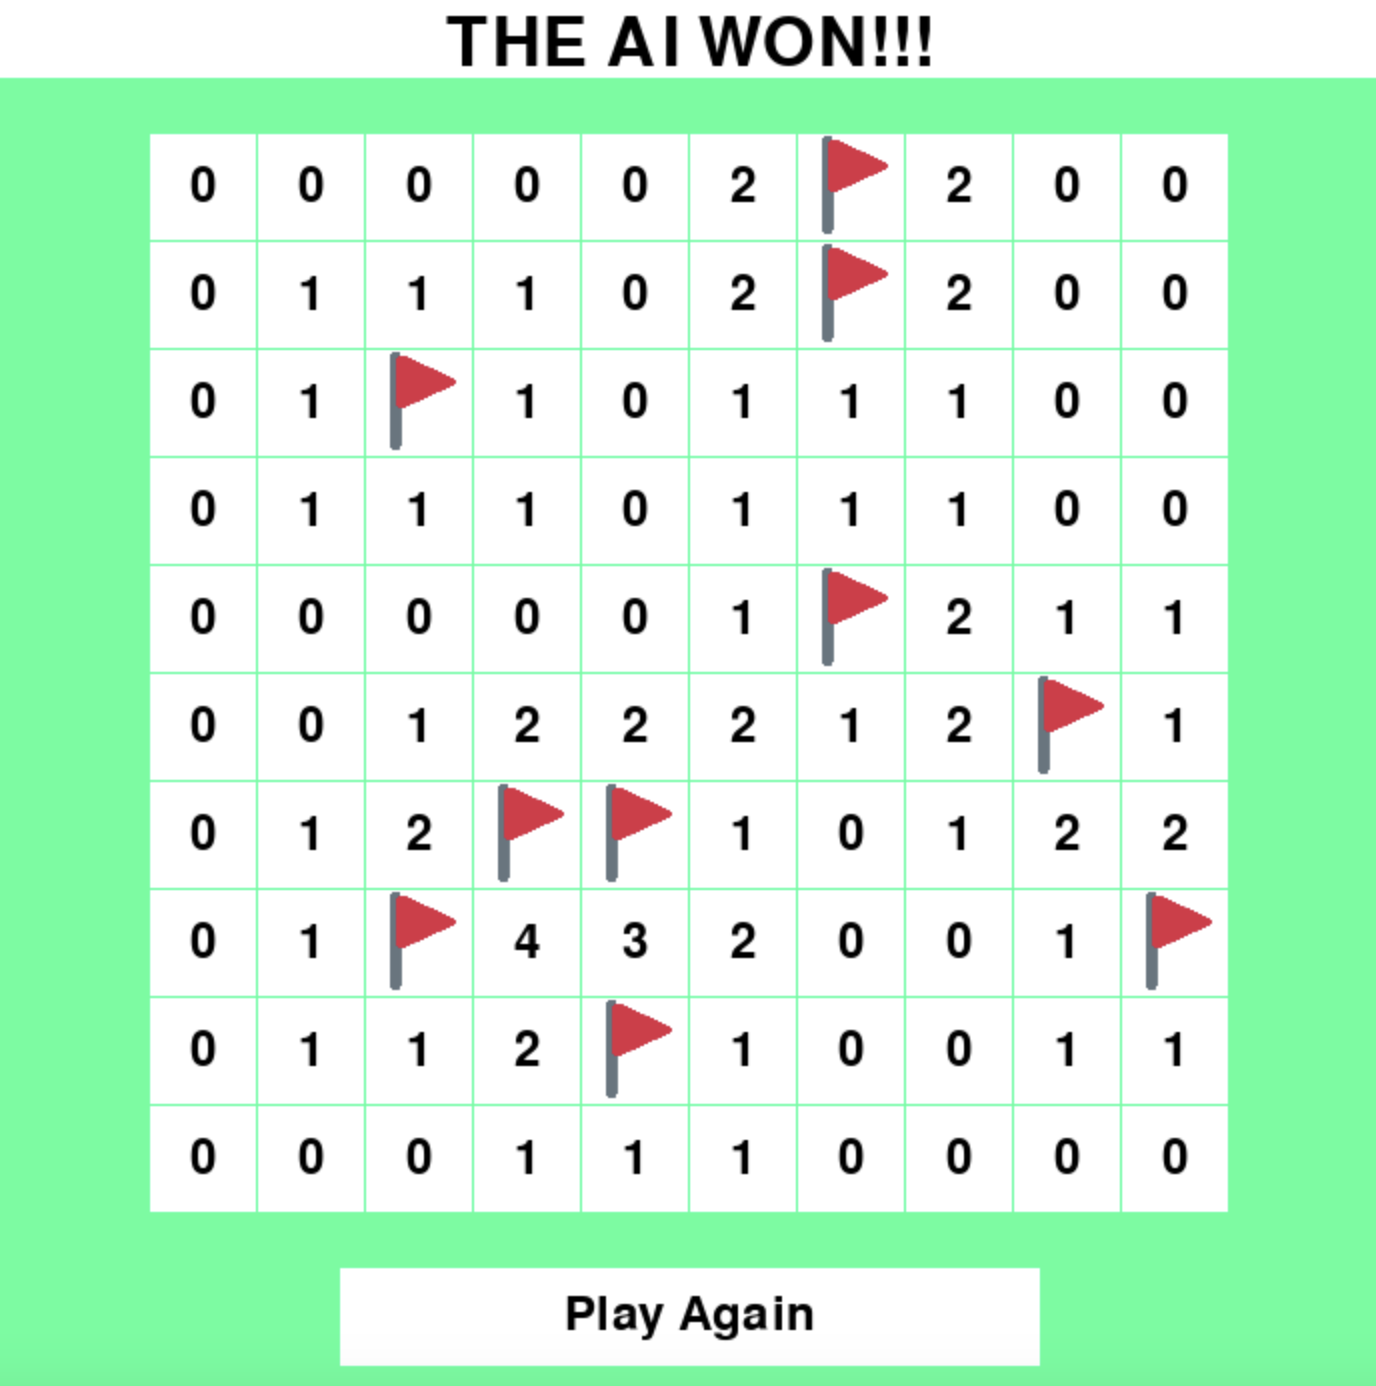 THE AI WON!!!
0 0 0 0 0 2 2 0 0
0 1 1 1 0 2 2 0 0
0 1 1 0 1 1 1 0 0
0 1 1 1 0 1 1 1 0 0
0 0 0 0 0 1 2 1 1
0 0 1 2 2 2 1 2 1
0 1 2 1 0 1 2 2
0 1 4 3 2 0 0 1
0 1 1 2 1 0 0 1 1
0 0 0 1 1 1 0 0 0 0
Play Again